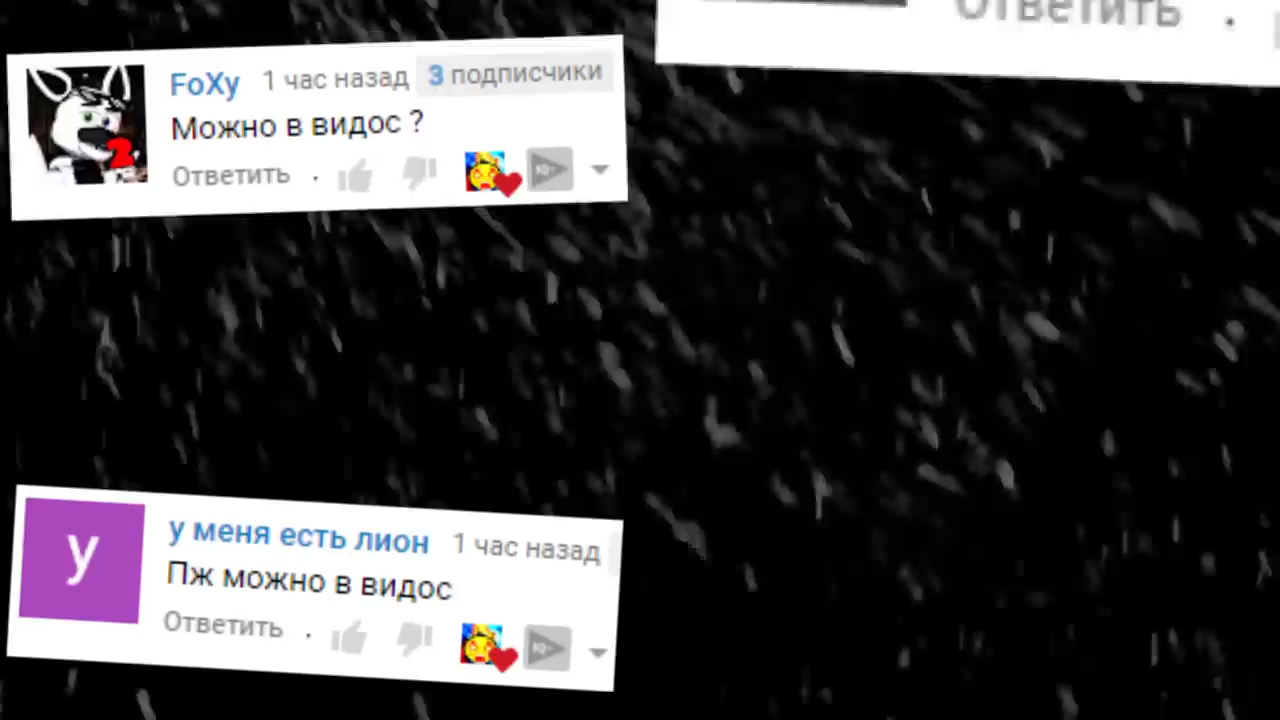 Ответить .
FoXy 1 час назад 3 подписчики
Можно в видос ?
2
Ответить .
У
у меня есть лион 1 час назад
Пж можно в видос
Ответить .